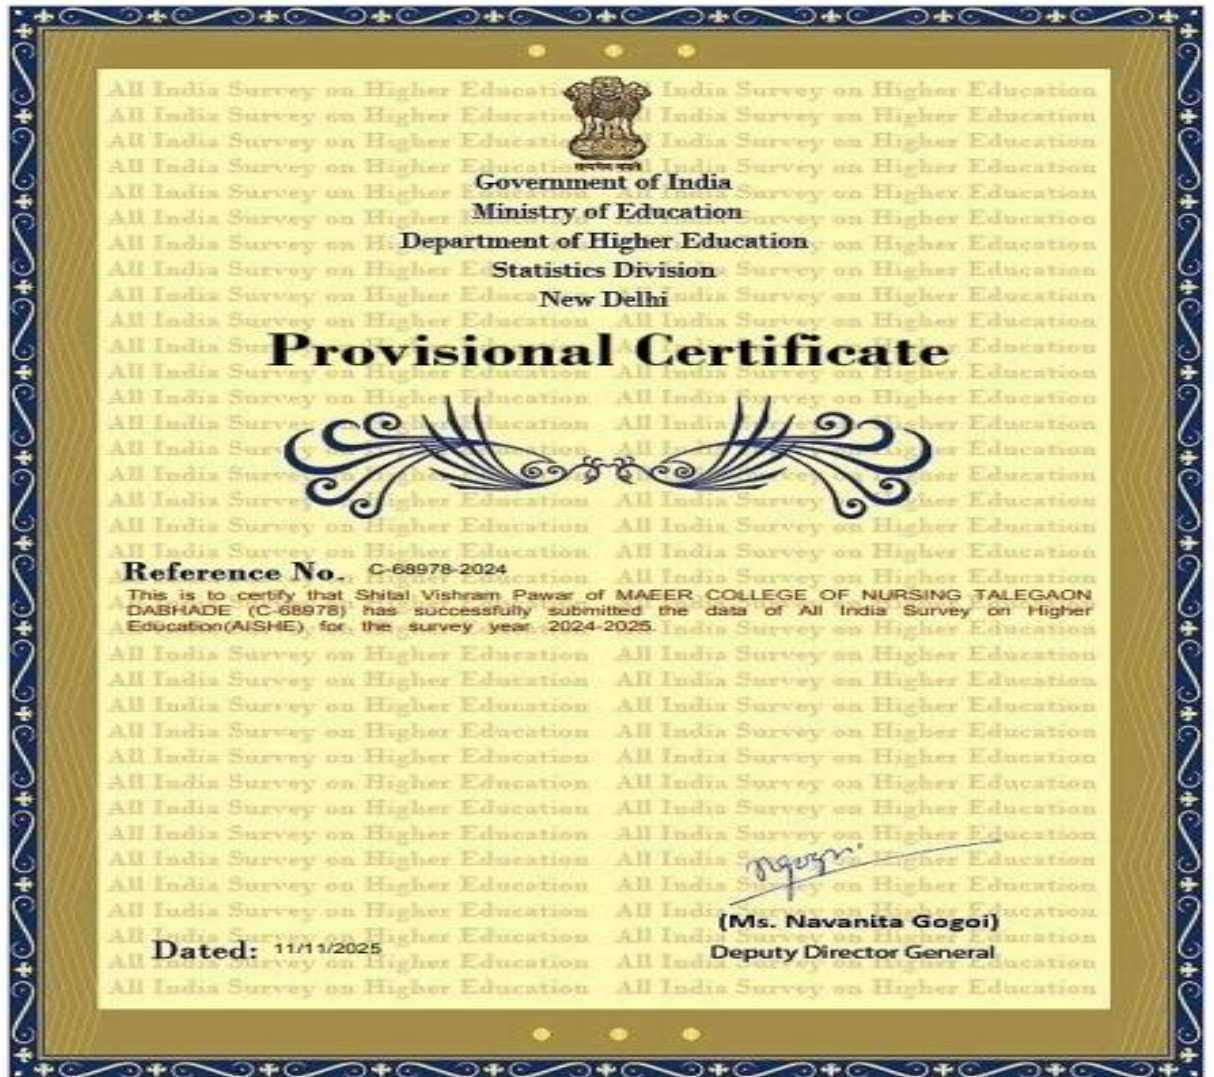 Government of India
Ministry of Education
Department of Higher Education
Statistics Division
New Delhi
Provisional Certificate
Reference No. C-68978-2024
This is to certify that Shital Vishram Pawar of MAEER COLLEGE OF NURSING TALEGAON
DABHADE (C-68978) has successfully submitted the data of All India Survey on Higher
Education(AISHE) for the survey year 2024-2025.
(Ms. Navanita Gogoi)
Dated: 11/11/2025
Deputy Director General